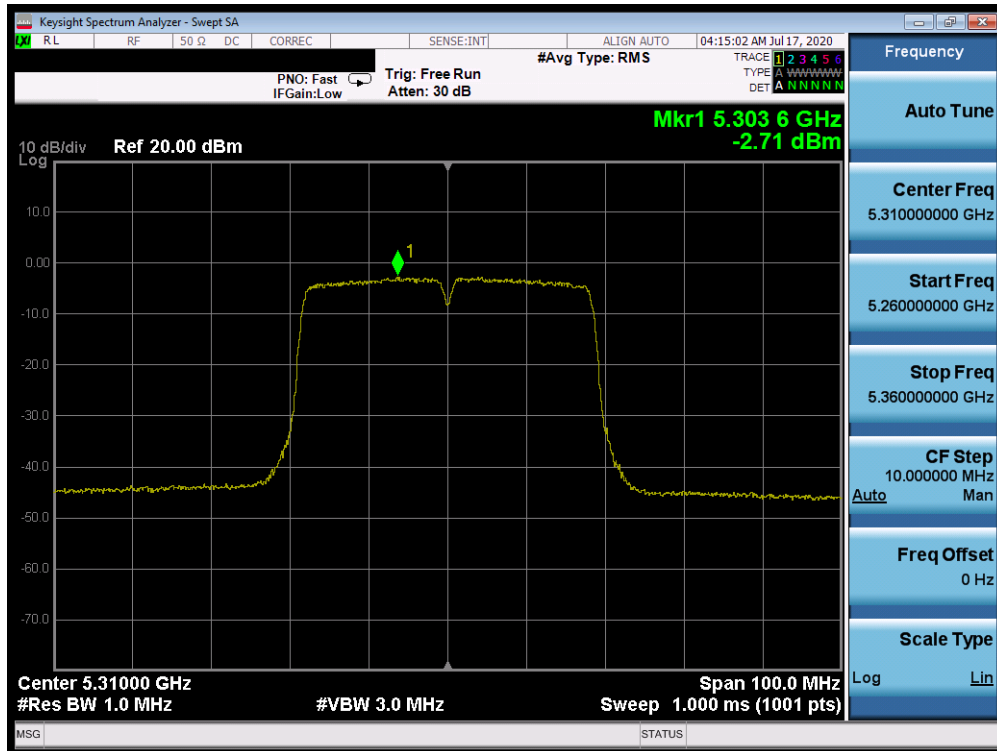 Keysight Spectrum Analyzer - Swept SA
LXI RL RF 50 Ω DC CORREC SENSE:INT ALIGN AUTO 04:15:02 AM Jul 17, 2020
PNO: Fast
IFGain:Low
Trig: Free Run
Atten: 30 dB
#Avg Type: RMS
TRACE 1 2 3 4 5 6
TYPE A WWWWW
DET A N N N N N
Mkr1 5.303 6 GHz
-2.71 dBm
10 dB/div Ref 20.00 dBm
Log
10.0
0.00
-10.0
-20.0
-30.0
-40.0
-50.0
-60.0
-70.0
1
Center 5.31000 GHz Span 100.0 MHz
#Res BW 1.0 MHz #VBW 3.0 MHz Sweep 1.000 ms (1001 pts)
MSG STATUS
Frequency
Auto Tune
Center Freq
5.310000000 GHz
Start Freq
5.260000000 GHz
Stop Freq
5.360000000 GHz
CF Step
10.000000 MHz
Auto Man
Freq Offset
0 Hz
Scale Type
Log Lin